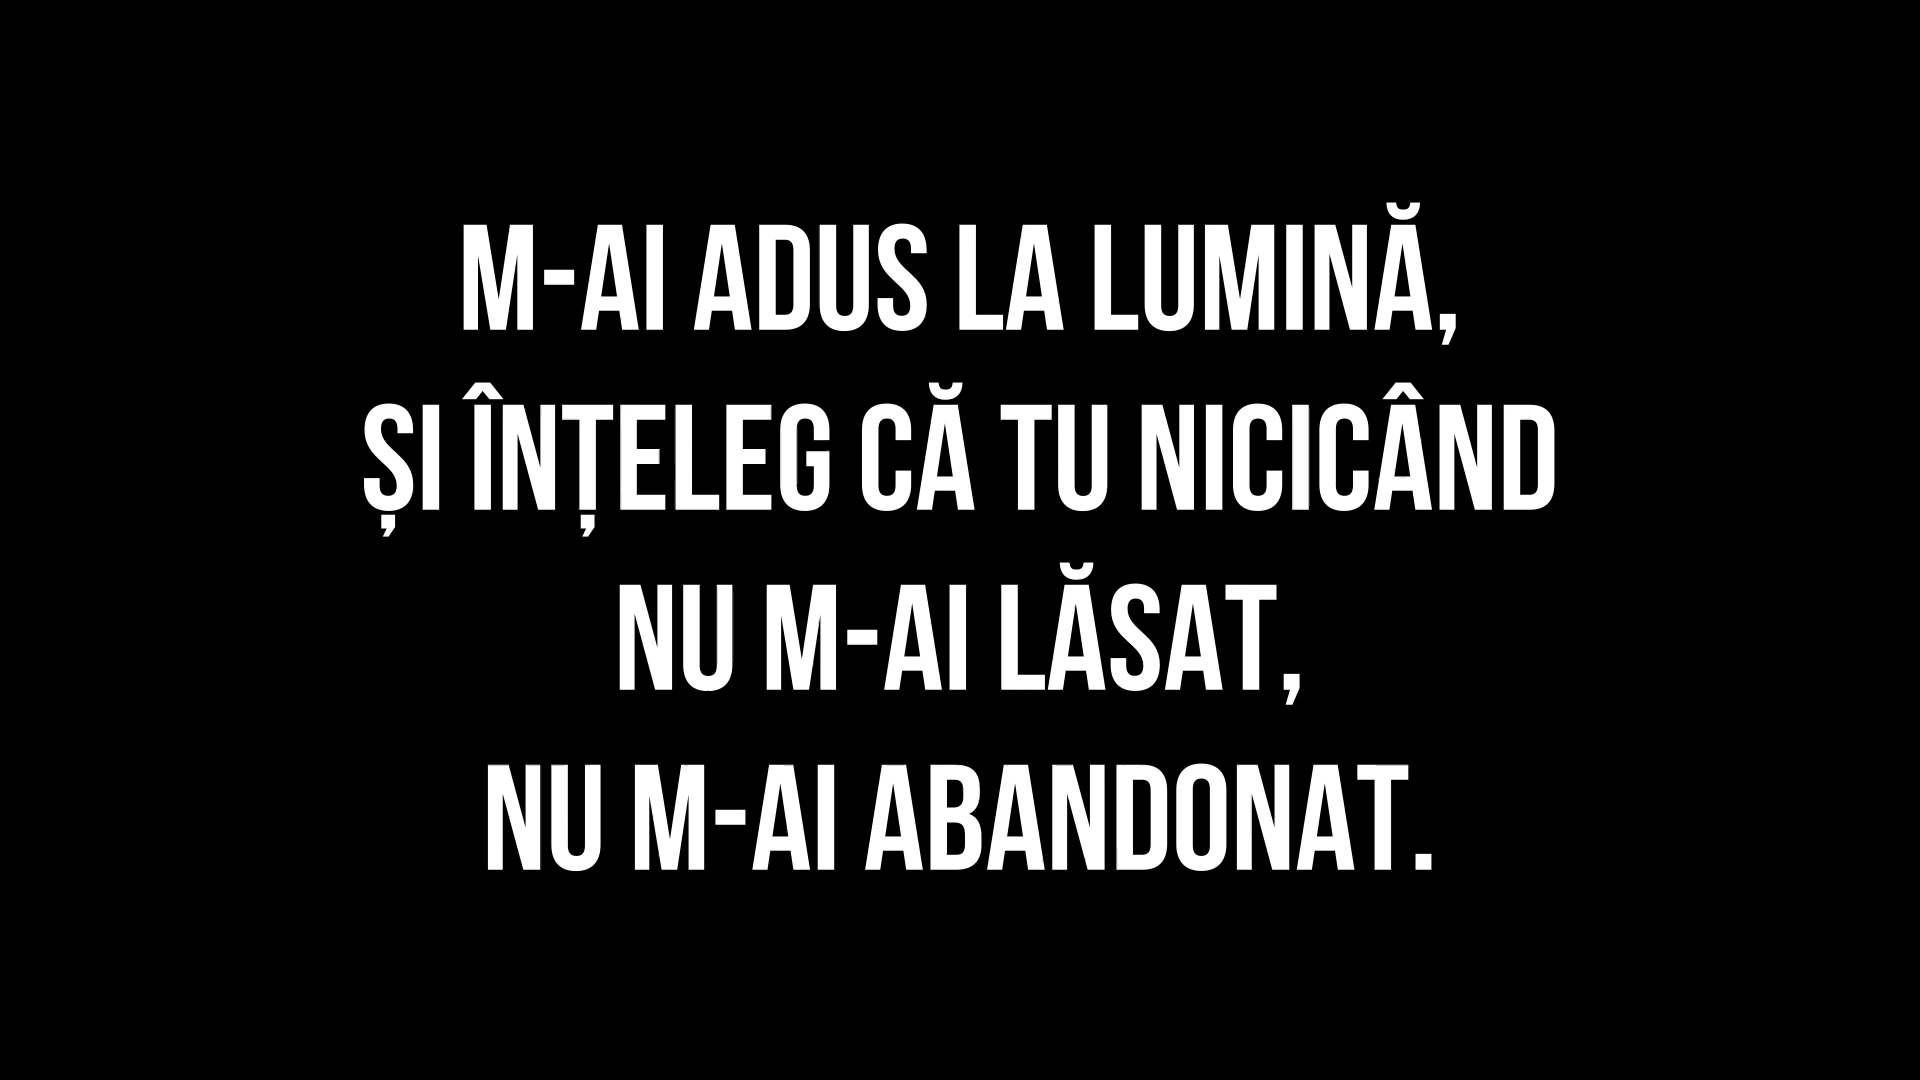 M-AI ADUS LA LUMINĂ,
ȘI ÎNȚELEG CĂ TU NICICÂND
NU M-AI LĂSAT,
NU M-AI ABANDONAT.